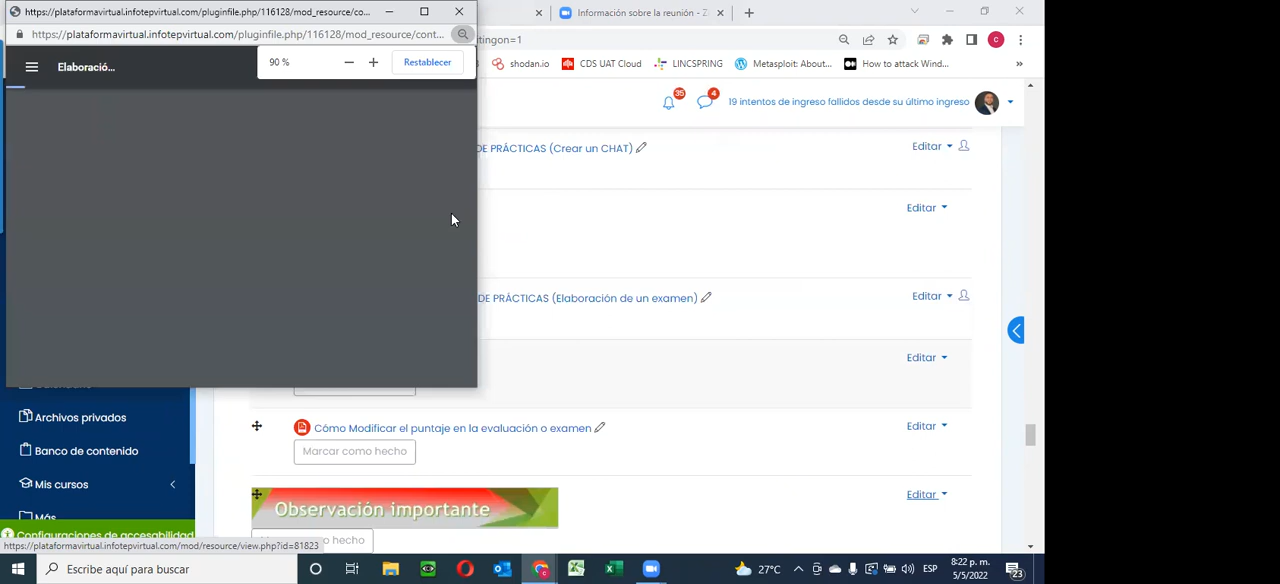 https://plataformavirtual.infotepvirtual.com/pluginfile.php/116128/mod_resource/co...
https://plataformavirtual.infotepvirtual.com/pluginfile.php/116128/mod_resource/cont...
Elaboració...
90 %
Restablecer
Información sobre la reunión - Z
itingon=1
shodan.io
CDS UAT Cloud
LINCSPRING
Metasploit: About...
How to attack Wind...
»
35
4
19 intentos de ingreso fallidos desde su último ingreso
C
DE PRÁCTICAS (Crear un CHAT)
Editar
Editar
DE PRÁCTICAS (Elaboración de un examen)
Editar
Editar
Archivos privados
Banco de contenido
Mis cursos
Más
Configuraciones de accesabilidad
Cómo Modificar el puntaje en la evaluación o examen
Editar
Marcar como hecho
Observación importante
Editar
o hecho
https://plataformavirtual.infotepvirtual.com/mod/resource/view.php?id=81823
Escribe aquí para buscar
27°C
ESP
8:22 p. m.
5/5/2022
23